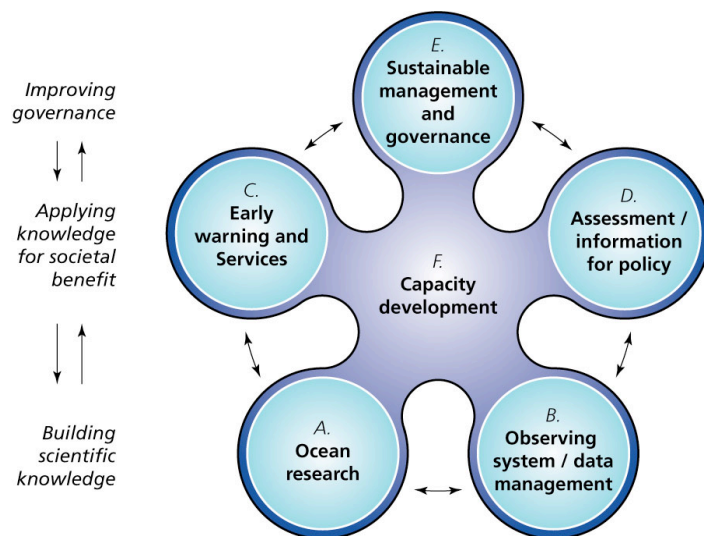 Improving
governance
Applying
knowledge
for societal
benefit
Building
scientific
knowledge
E.
Sustainable
management
and
governance
C.
Early
warning and
Services
D.
Assessment /
information
for policy
F.
Capacity
development
A.
Ocean
research
B.
Observing
system / data
management